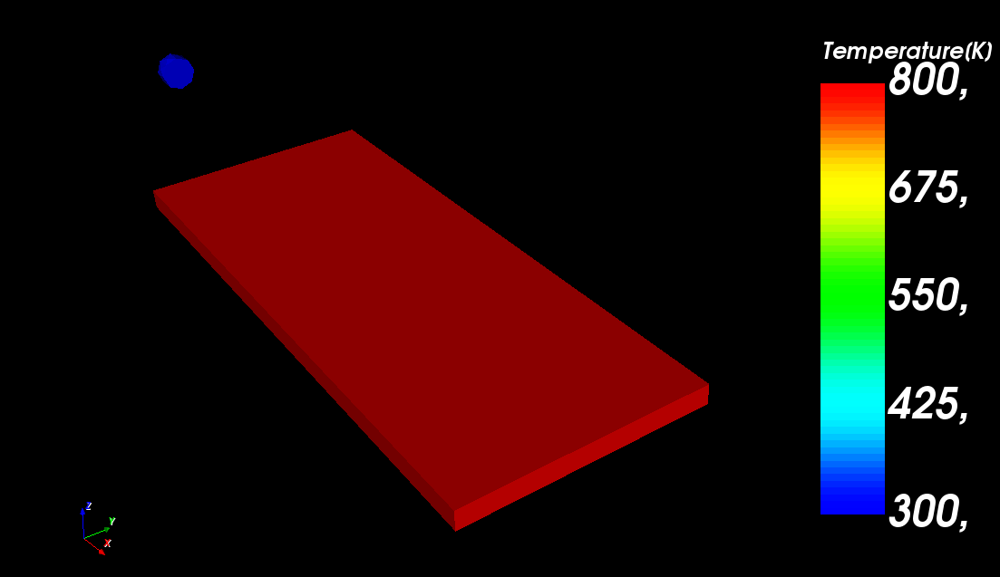 Temperature(K)
800,
675,
550,
425,
300,
Z
Y
X